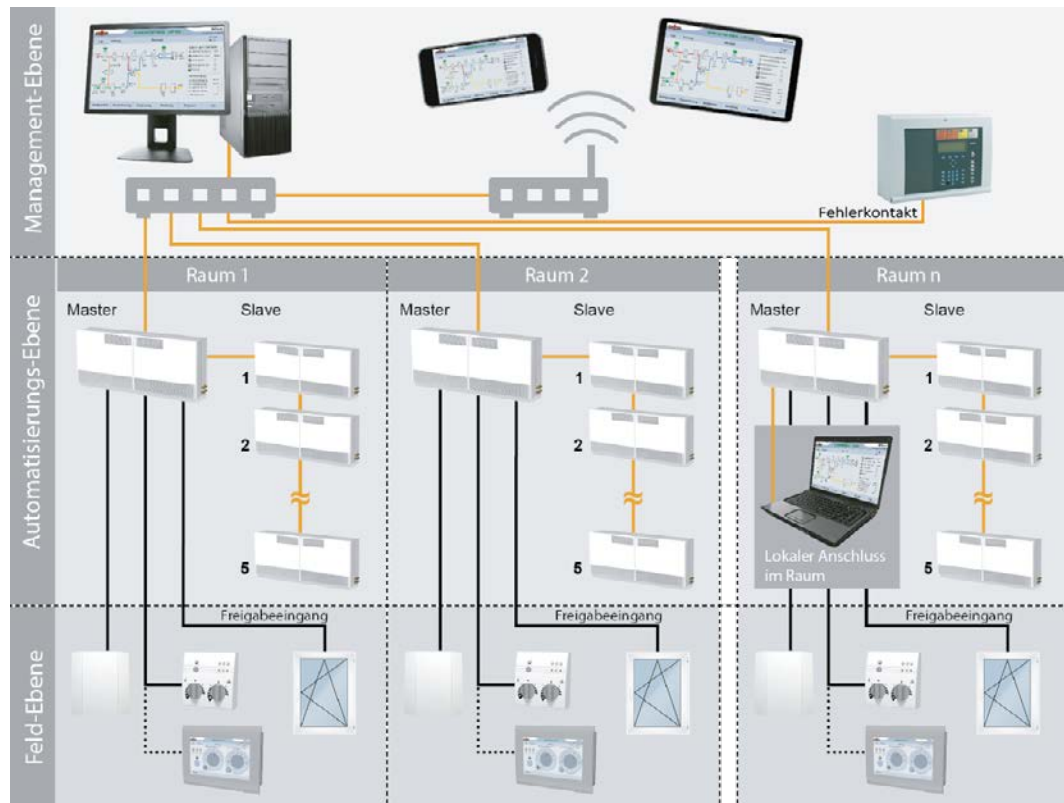 Management-Ebene
Fehlerkontakt
Automatisierungs-Ebene
Raum 1
Raum 2
Raum n
Master
Slave
Master
Slave
Master
Slave
1
1
1
2
2
2
Lokaler Anschluss
im Raum
5
5
5
Feld-Ebene
Freigabeeingang
Freigabeeingang
Freigabeeingang